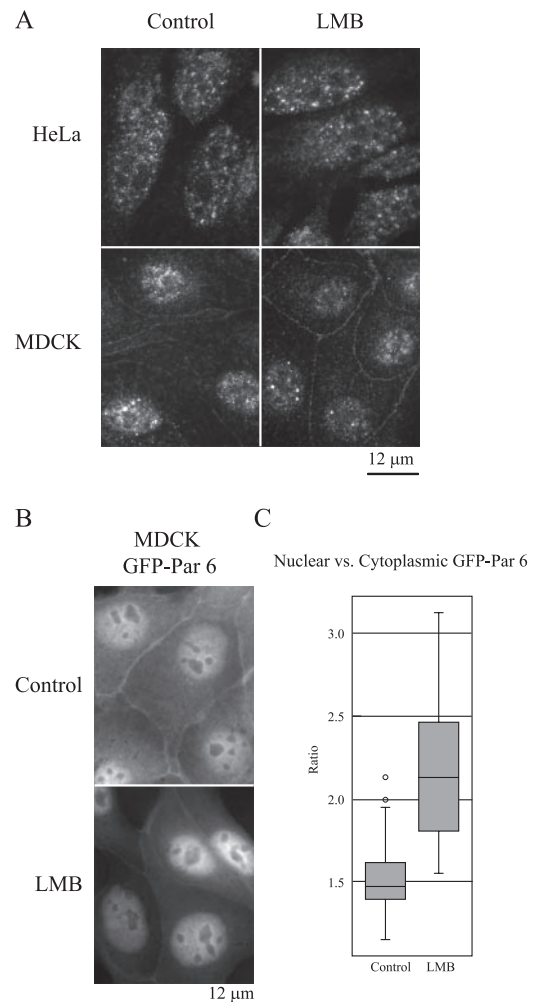 A
Control LMB
HeLa
MDCK
12 μm
B
MDCK
GFP-Par 6
Control
LMB
12 μm
C
Nuclear vs. Cytoplasmic GFP-Par 6
Ratio
3.0
2.5
2.0
1.5
Control LMB